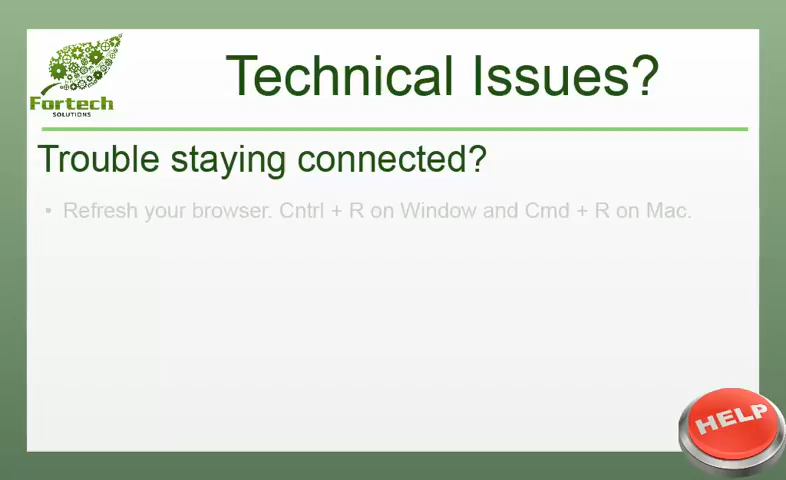 Fortech
SOLUTIONS
Technical Issues?
Trouble staying connected?
• Refresh your browser. Cntrl + R on Window and Cmd + R on Mac.
HELP